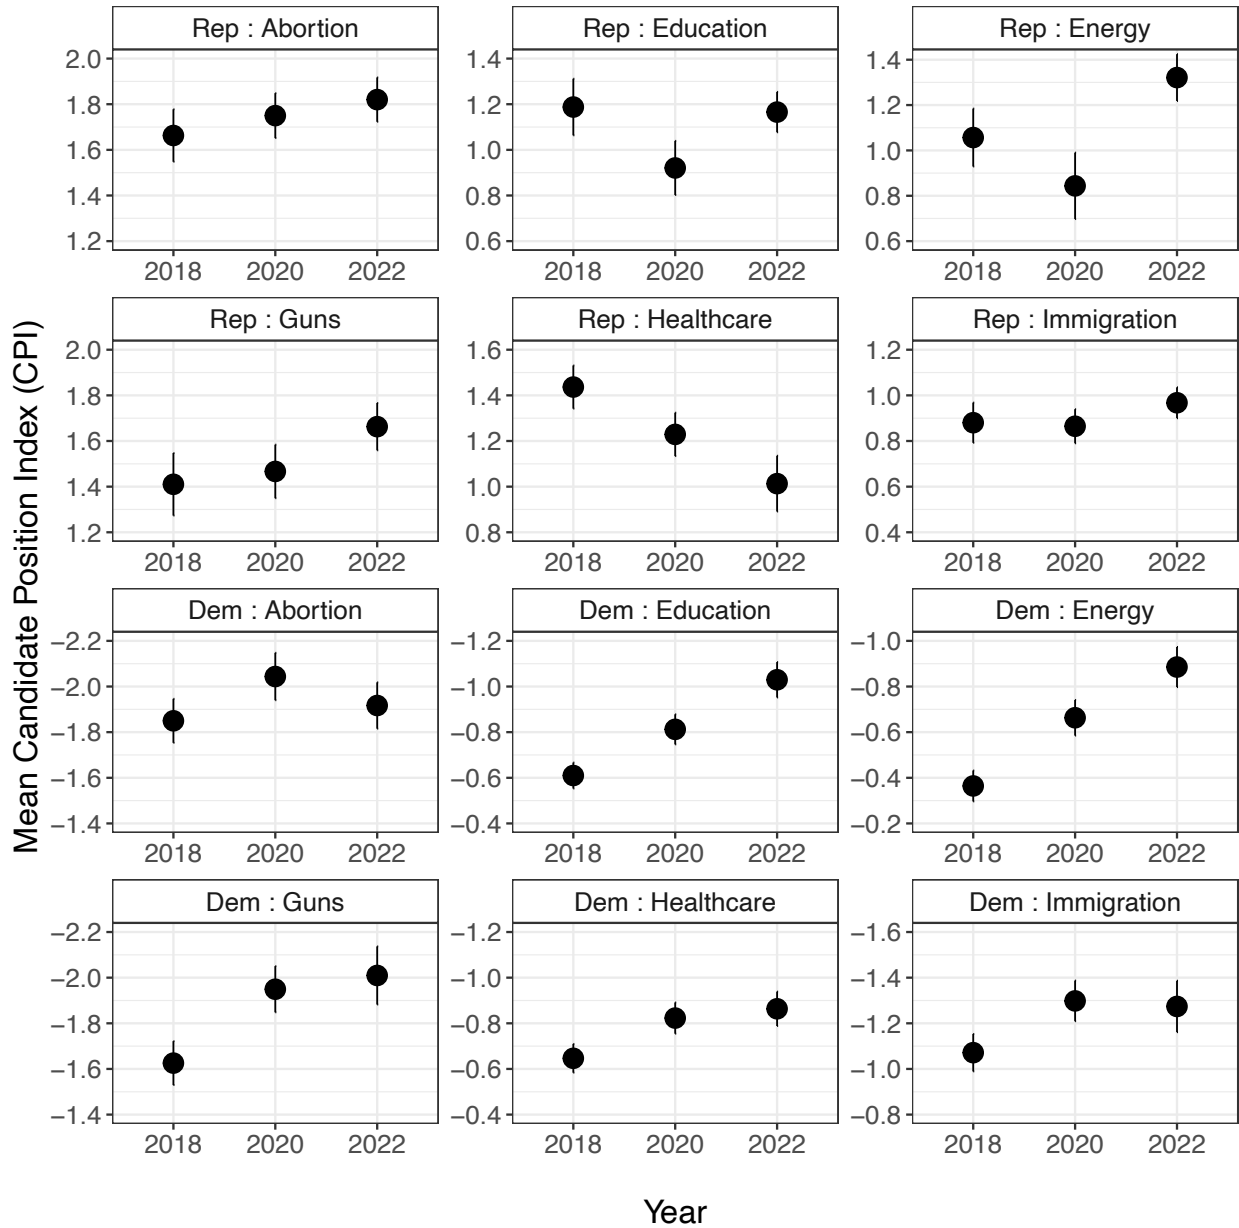 Mean Candidate Position Index (CPI)
Rep : Abortion
Rep : Education
Rep : Energy
2.0
1.8
1.6
1.4
1.2
1.4
1.2
1.0
0.8
0.6
1.4
1.2
1.0
0.8
0.6
2018 2020 2022
2018 2020 2022
2018 2020 2022
Rep : Guns
Rep : Healthcare
Rep : Immigration
2.0
1.8
1.6
1.4
1.2
1.6
1.4
1.2
1.0
0.8
1.2
1.0
0.8
0.6
0.4
2018 2020 2022
2018 2020 2022
2018 2020 2022
Dem : Abortion
Dem : Education
Dem : Energy
−2.2
−2.0
−1.8
−1.6
−1.4
−1.2
−1.0
−0.8
−0.6
−0.4
−1.0
−0.8
−0.6
−0.4
−0.2
2018 2020 2022
2018 2020 2022
2018 2020 2022
Dem : Guns
Dem : Healthcare
Dem : Immigration
−2.2
−2.0
−1.8
−1.6
−1.4
−1.2
−1.0
−0.8
−0.6
−0.4
−1.6
−1.4
−1.2
−1.0
−0.8
2018 2020 2022
2018 2020 2022
2018 2020 2022
Year